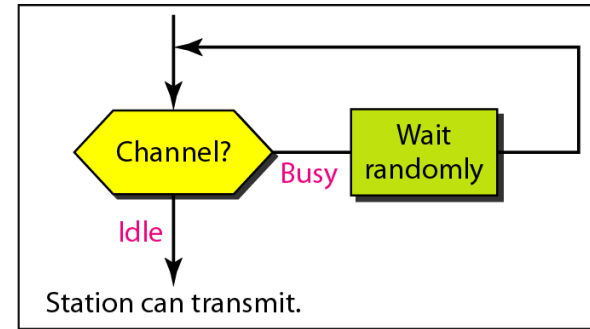 Channel?
Busy
Wait
randomly
Idle
Station can transmit.